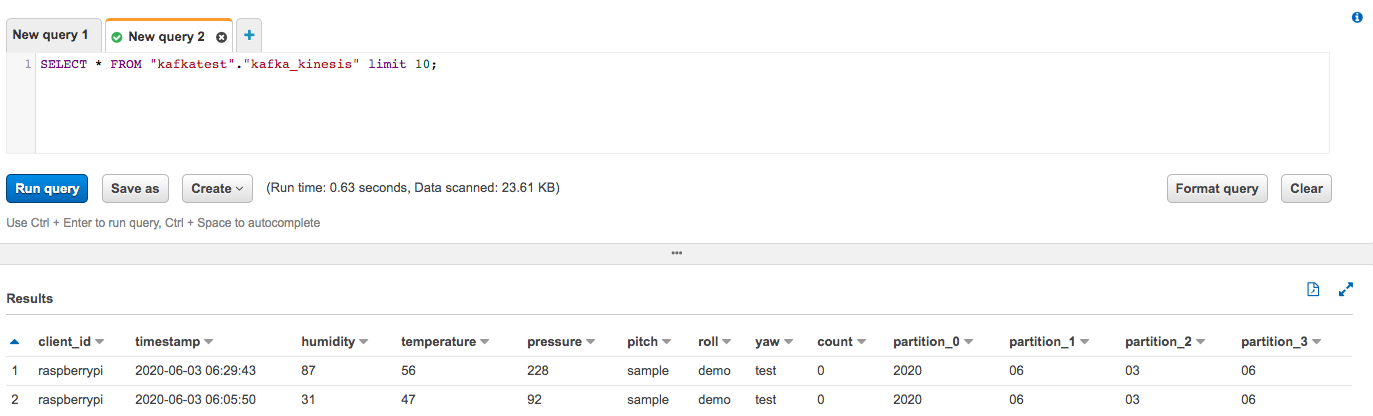 New query 1 New query 2 +
1 SELECT * FROM "kafkatest"."kafka_kinesis" limit 10;
Run query Save as Create (Run time: 0.63 seconds, Data scanned: 23.61 KB) Format query Clear
Use Ctrl + Enter to run query, Ctrl + Space to autocomplete
Results
client_id timestamp humidity temperature pressure pitch roll yaw count partition_0 partition_1 partition_2 partition_3
1 raspberrypi 2020-06-03 06:29:43 87 56 228 sample demo test 0 2020 06 03 06
2 raspberrypi 2020-06-03 06:05:50 31 47 92 sample demo test 0 2020 06 03 06